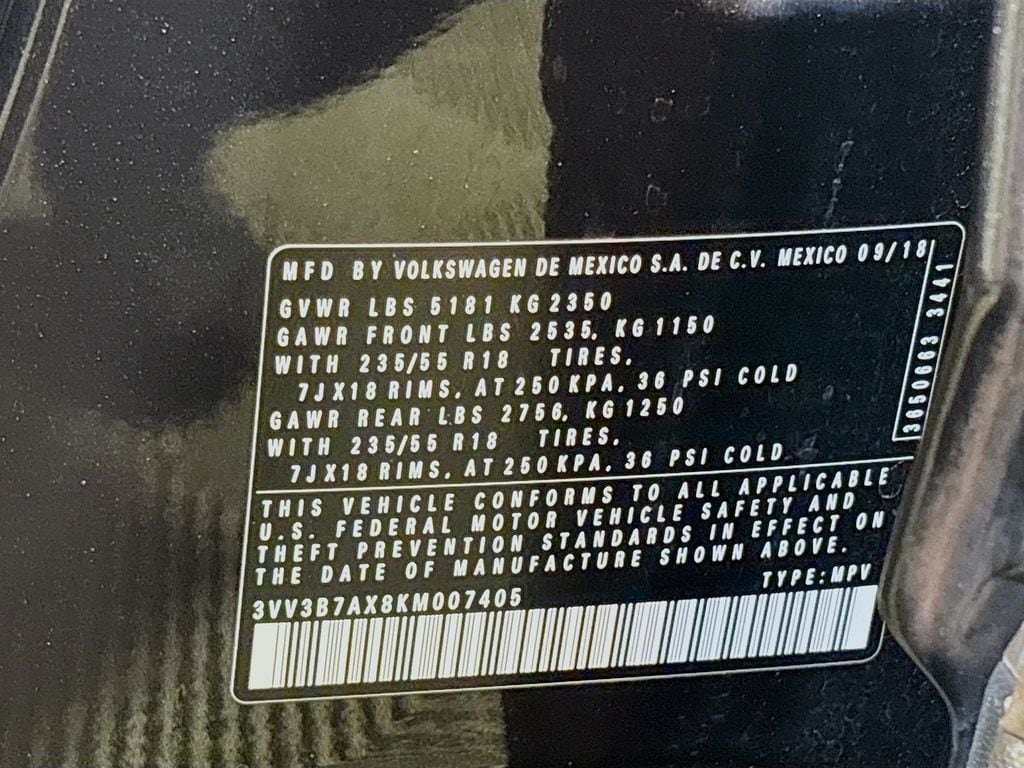 MFD BY VOLKSWAGEN DE MEXICO S.A. DE C.V. MEXICO 09/18
GVWR LBS 5181 KG 2350
GAWR FRONT LBS 2535, KG 1150
WITH 235/55 R18 TIRES,
7JX18 RIMS, AT 250 KPA, 36 PSI COLD
GAWR REAR LBS 2756, KG 1250
WITH 235/55 R18 TIRES,
7JX18 RIMS, AT 250 KPA, 36 PSI COLD
3650663 3441
THIS VEHICLE CONFORMS TO ALL APPLICABLE
U.S. FEDERAL MOTOR VEHICLE SAFETY AND
THEFT PREVENTION STANDARDS IN EFFECT ON
THE DATE OF MANUFACTURE SHOWN ABOVE.
TYPE: MPV
3VV3B7AX8KM007405